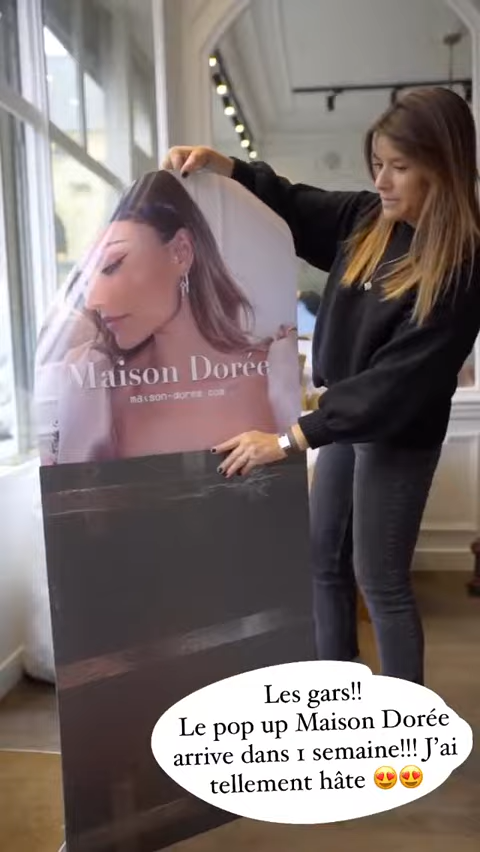 Maison Dorée
maison-doree.com
Les gars!!
Le pop up Maison Dorée
arrive dans 1 semaine!!! J'ai
tellement hâte 😍😍